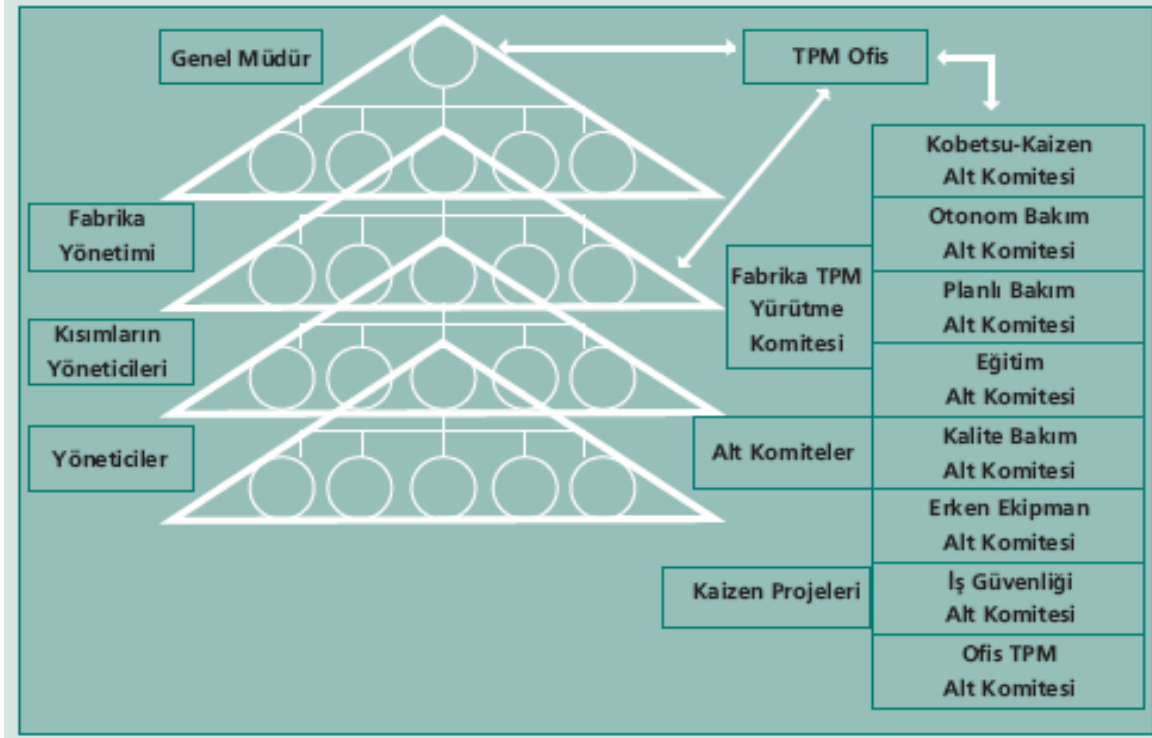 Genel Müdür
TPM Ofis
Fabrika
Yönetimi
Kısımların
Yöneticileri
Yöneticiler
Fabrika TPM
Yürütme
Komitesi
Alt Komiteler
Kaizen Projeleri
Kobetsu-Kaizen
Alt Komitesi
Otonom Bakım
Alt Komitesi
Planlı Bakım
Alt Komitesi
Eğitim
Alt Komitesi
Kalite Bakım
Alt Komitesi
Erken Ekipman
Alt Komitesi
İş Güvenliği
Alt Komitesi
Ofis TPM
Alt Komitesi